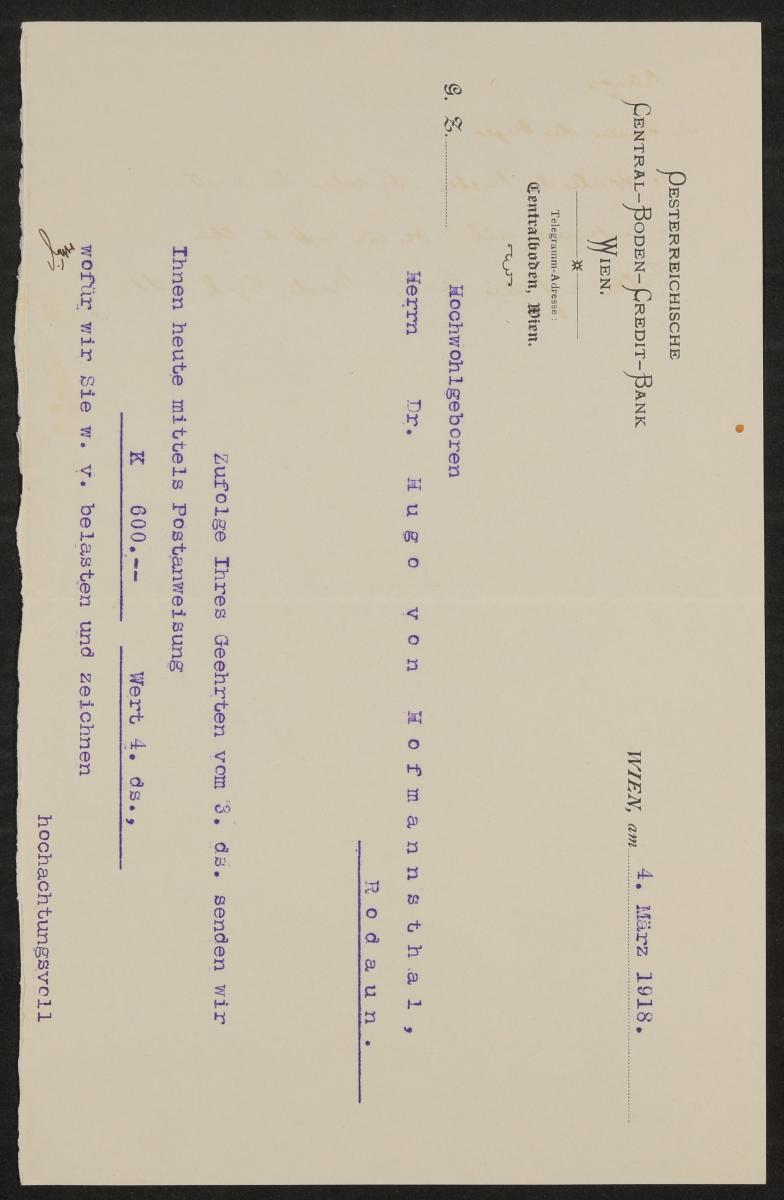 OESTERREICHISCHE
CENTRAL-BODEN-CREDIT-BANK
WIEN.
Telegramm-Adresse:
Centralboden, Wien.
WIEN, am 4. März 1918.
G. Z.
Hochwohlgeboren
Herrn Dr. Hugo von Hofmannsthal,
Rodaun.
Zufolge Ihres Geehrten vom 3. ds. senden wir
Ihnen heute mittels Postanweisung
K 600.-- Wert 4. ds.,
wofür wir Sie w. v. belasten und zeichnen
hochachtungsvoll